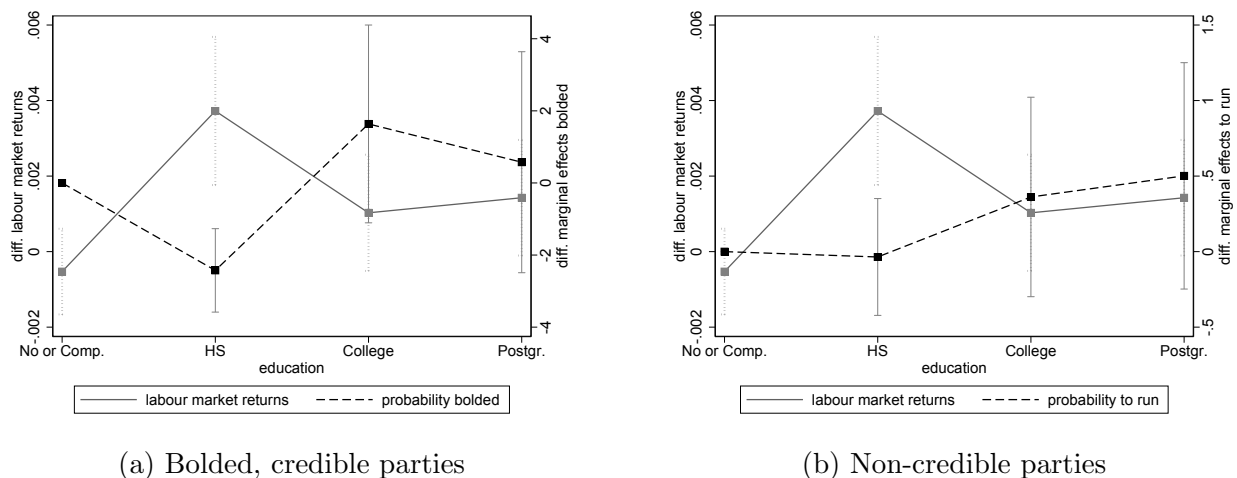 diff. labour market returns
.006
.004
.002
0
-.002
4
2
0
-2
-4
diff. marginal effects bolded
No or Comp.
HS
College
Postgr.
education
labour market returns
probability bolded
(a) Bolded, credible parties
diff. labour market returns
.006
.004
.002
0
-.002
1.5
1
.5
0
-.5
diff. marginal effects to run
No or Comp.
HS
College
Postgr.
education
labour market returns
probability to run
(b) Non-credible parties